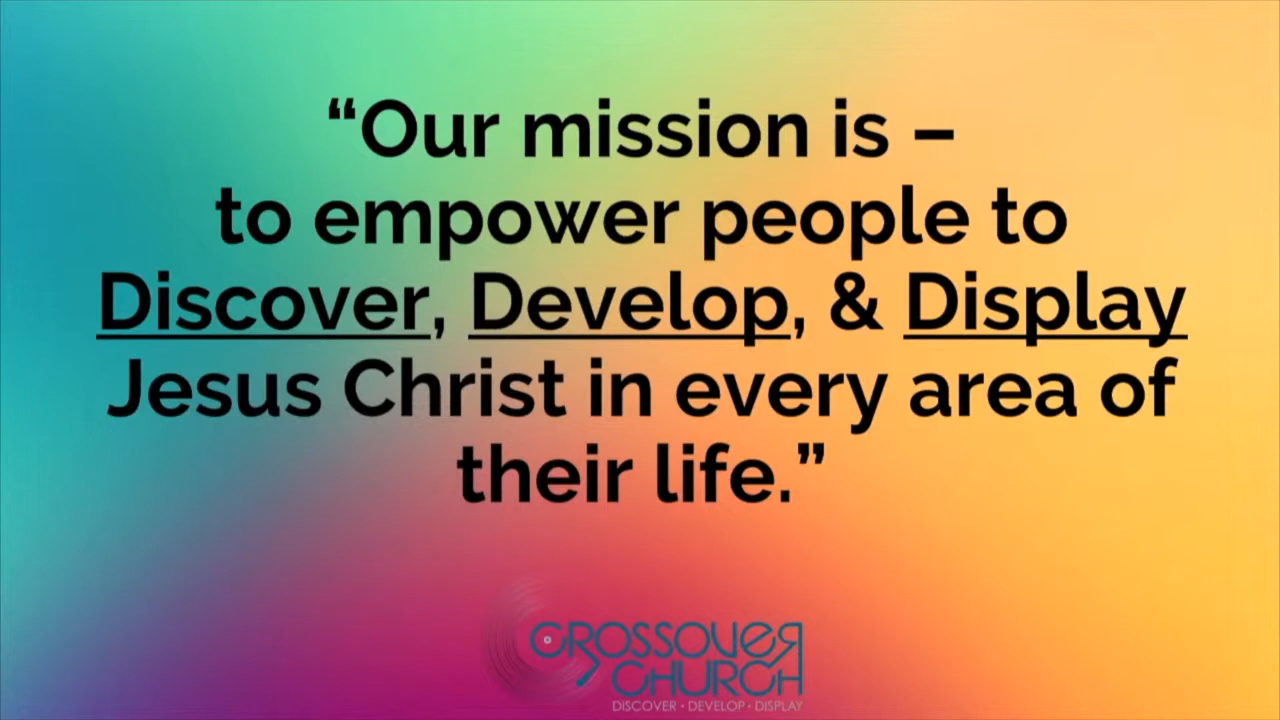 “Our mission is –
to empower people to
Discover, Develop, & Display
Jesus Christ in every area of
their life.”
CROSSOVER
CHURCH
DISCOVER • DEVELOP • DISPLAY